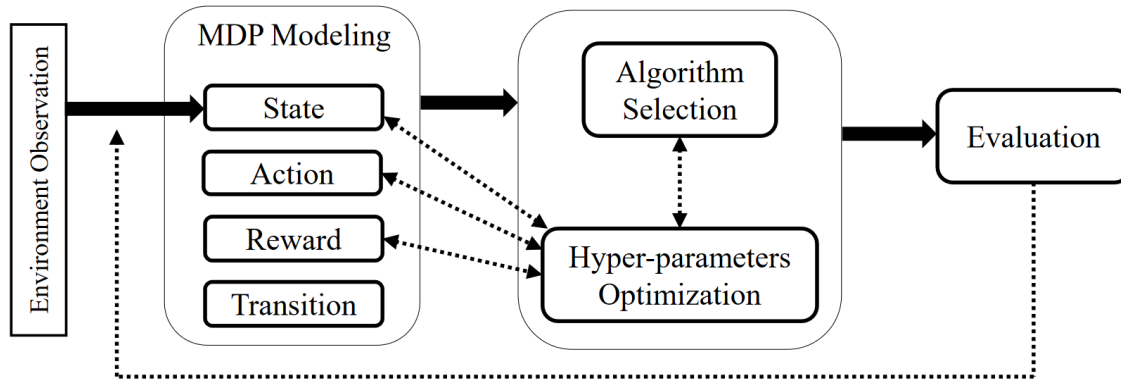 Environment Observation
MDP Modeling
State
Action
Reward
Transition
Algorithm
Selection
Hyper-parameters
Optimization
Evaluation